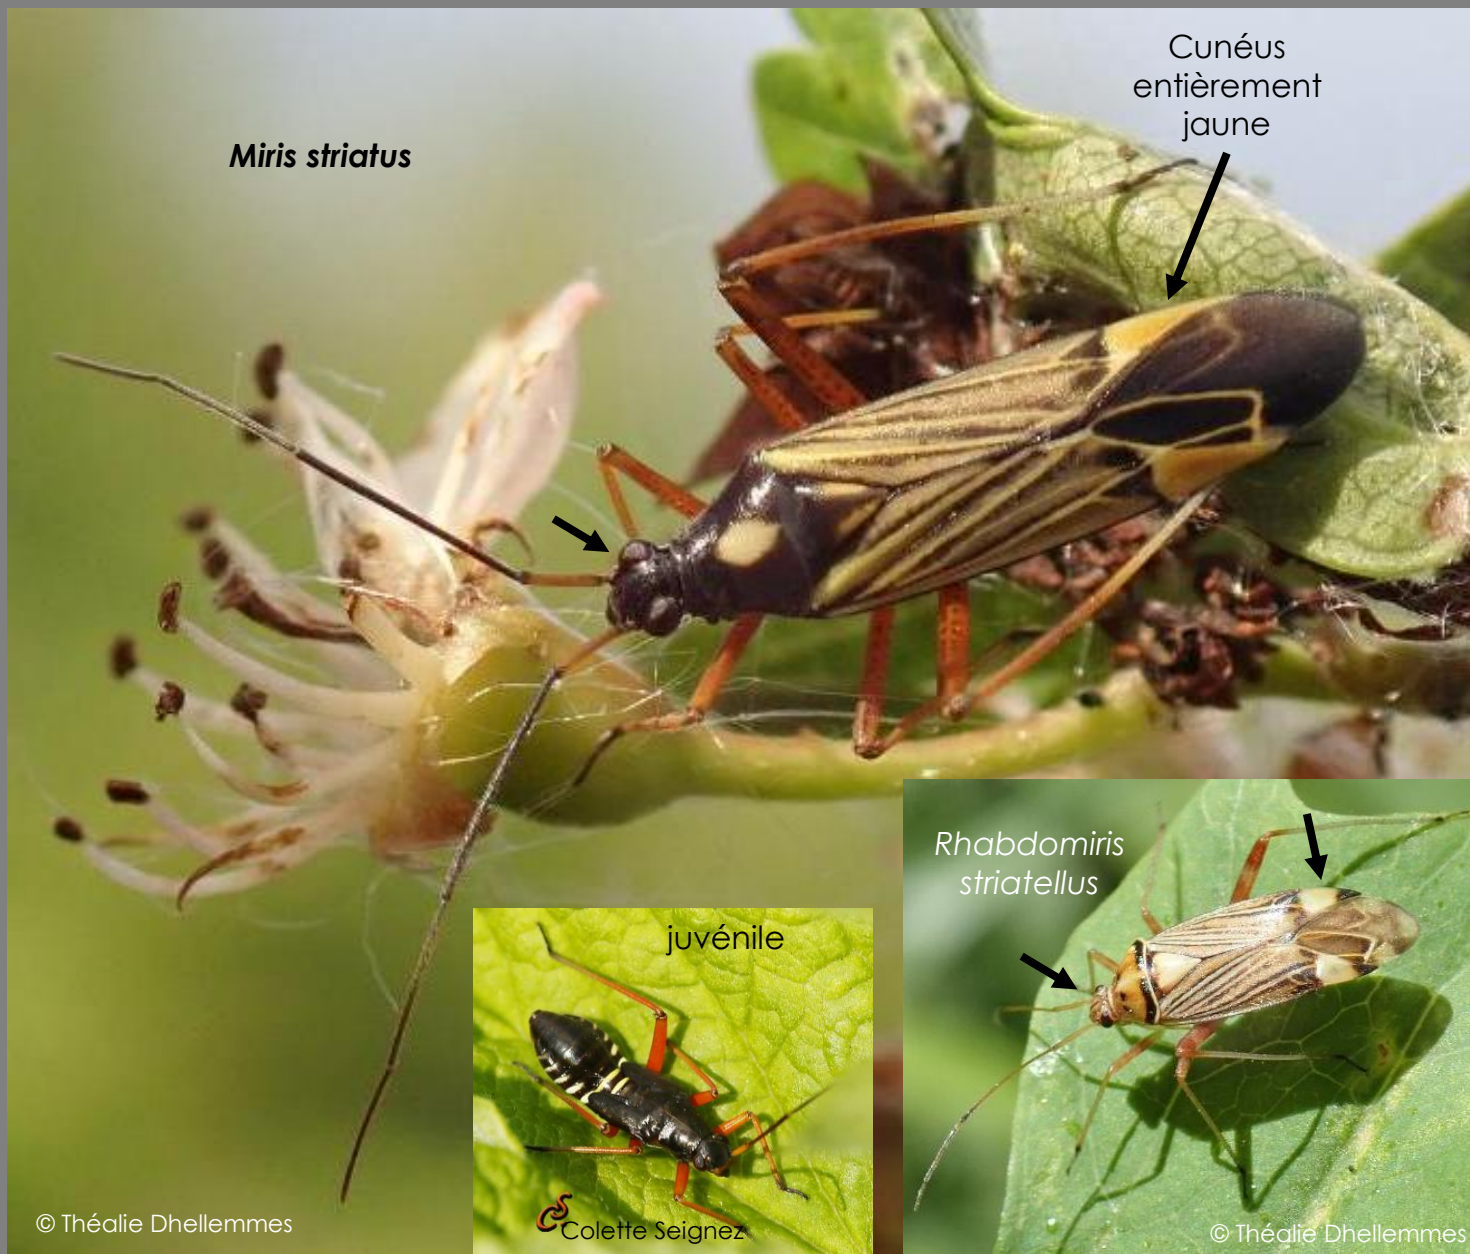 Cunéus
entièrement
jaune
Miris striatus
Rhabdomiris
striatellus
juvénile
© Théalie Dhellemmes
Colette Seignez
© Théalie Dhellemmes